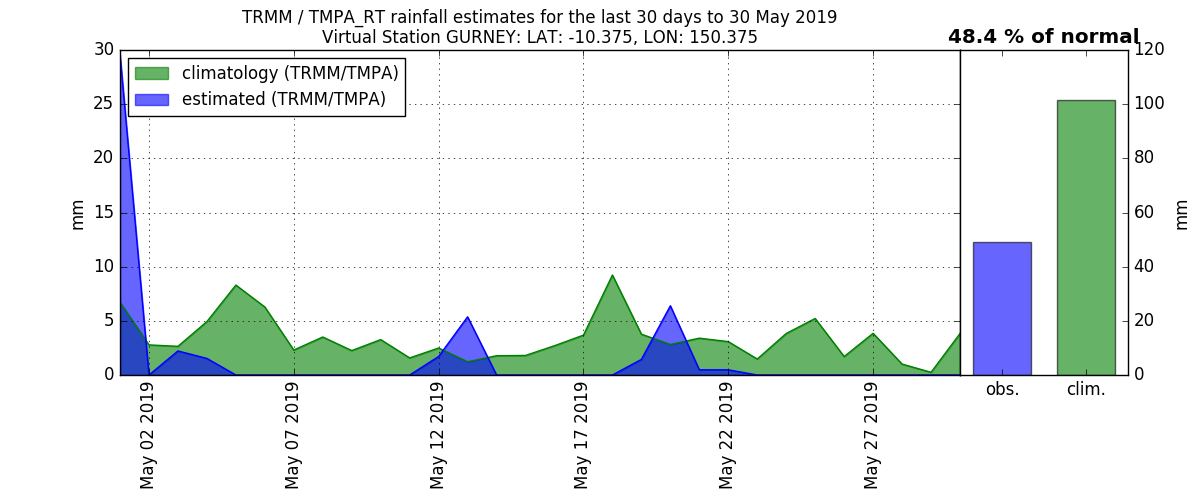 TRMM / TMPA_RT rainfall estimates for the last 30 days to 30 May 2019
Virtual Station GURNEY: LAT: -10.375, LON: 150.375
48.4 % of normal
climatology (TRMM/TMPA)
estimated (TRMM/TMPA)
mm
30
25
20
15
10
5
0
May 02 2019
May 07 2019
May 12 2019
May 17 2019
May 22 2019
May 27 2019
obs.
clim.
120
100
80
60
40
20
0
mm